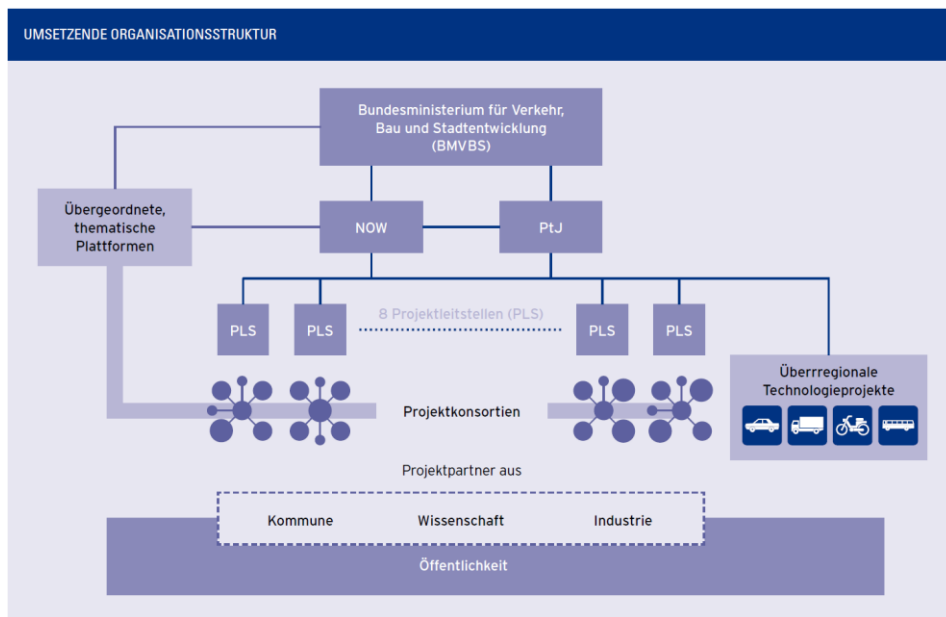 UMSETZENDE ORGANISATIONSSTRUKTUR
Bundesministerium für Verkehr,
Bau und Stadtentwicklung
(BMVBS)
Übergeordnete,
thematische
Plattformen
NOW
PtJ
8 Projektleitstellen (PLS)
PLS
PLS
PLS
PLS
Überrregionale
Technologieprojekte
Projektkonsortien
Projektpartner aus
Kommune
Wissenschaft
Industrie
Öffentlichkeit